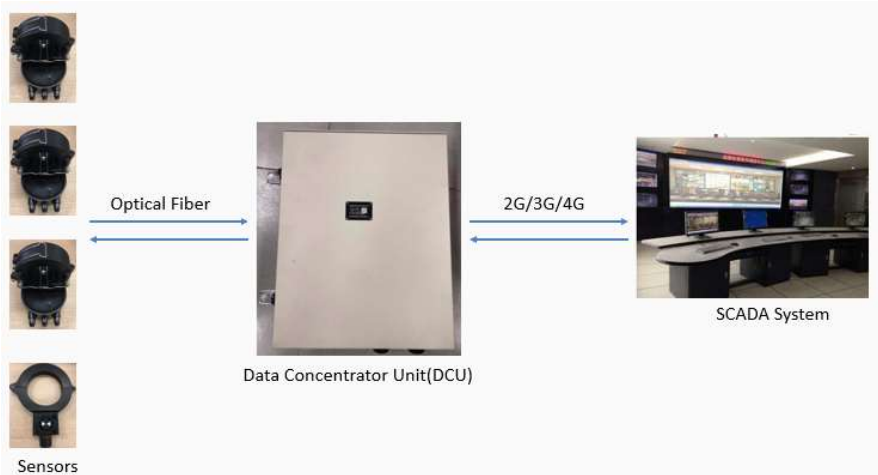 Optical Fiber
2G/3G/4G
SCADA System
Data Concentrator Unit(DCU)
Sensors